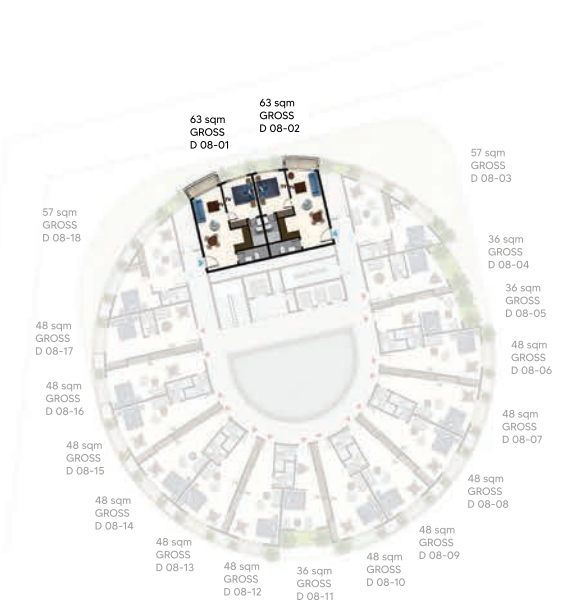 63 sqm
GROSS
D 08-01
63 sqm
GROSS
D 08-02
57 sqm
GROSS
D 08-03
36 sqm
GROSS
D 08-04
36 sqm
GROSS
D 08-05
48 sqm
GROSS
D 08-06
48 sqm
GROSS
D 08-07
48 sqm
GROSS
D 08-08
48 sqm
GROSS
D 08-09
48 sqm
GROSS
D 08-10
36 sqm
GROSS
D 08-11
48 sqm
GROSS
D 08-12
48 sqm
GROSS
D 08-13
48 sqm
GROSS
D 08-14
48 sqm
GROSS
D 08-15
48 sqm
GROSS
D 08-16
48 sqm
GROSS
D 08-17
57 sqm
GROSS
D 08-18